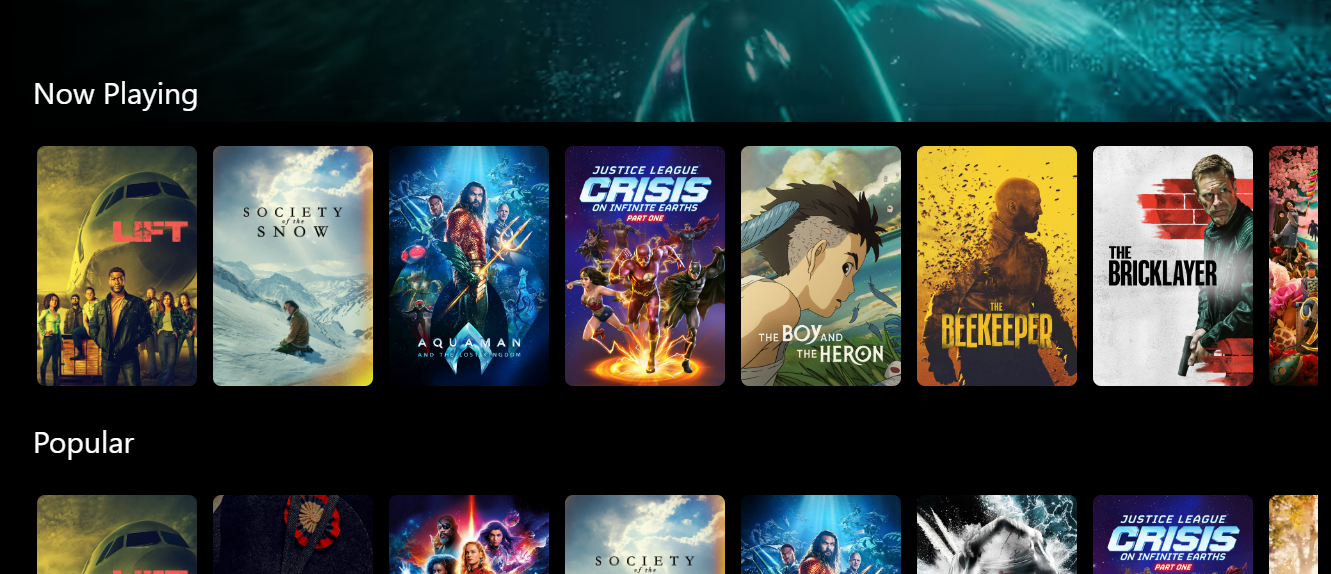 Now Playing
LIFT
SOCIETY
of the
SNOW
AQUAMAN
AND THE LOST KINGDOM
JUSTICE LEAGUE
CRISIS
ON INFINITE EARTHS
PART ONE
THE BOY AND
THE HERON
THE
BEEKEEPER
THE
BRICKLAYER
Popular
SOCIETY
of the
JUSTICE LEAGUE
CRISIS
ON INFINITE EARTHS
PART ONE